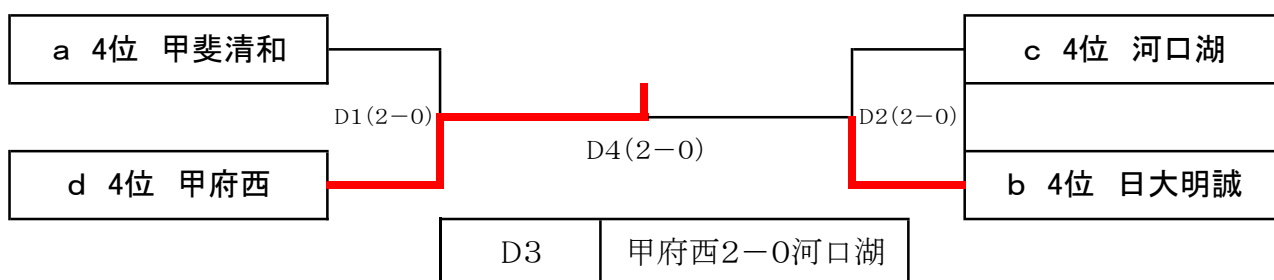 a 4位 甲斐清和
c 4位 河口湖
D1(2−0)
D2(2−0)
D4(2−0)
d 4位 甲府西
b 4位 日大明誠
D3 甲府西2−0河口湖